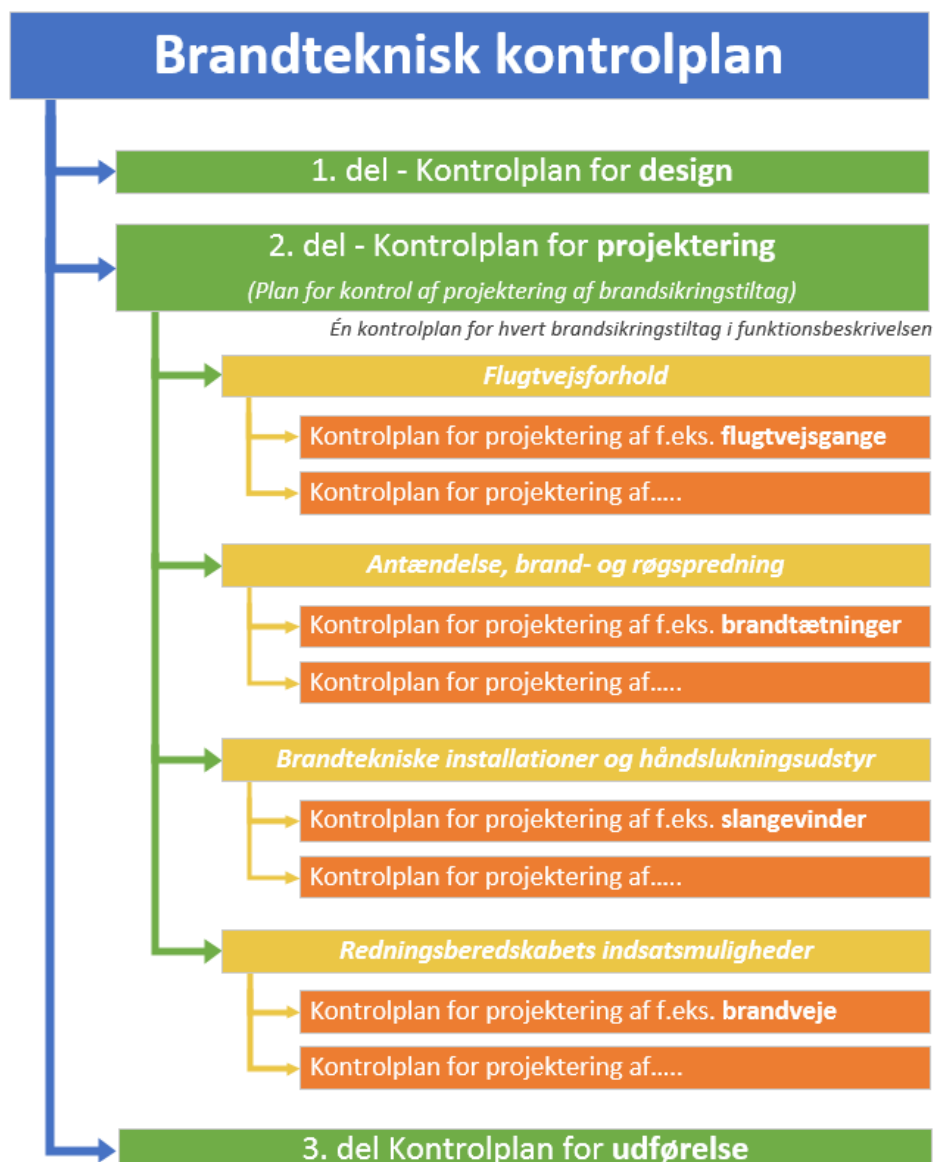 Brandteknisk kontrolplan
1. del - Kontrolplan for design
2. del - Kontrolplan for projektering
(Plan for kontrol af projektering af brandsikringstiltag)
Én kontrolplan for hvert brandsikringstiltag i funktionsbeskrivelsen
Flugtvejsforhold
Kontrolplan for projektering af f.eks. flugtvejsgange
Kontrolplan for projektering af.....
Antændelse, brand- og røgspredning
Kontrolplan for projektering af f.eks. brandtætninger
Kontrolplan for projektering af.....
Brandtekniske installationer og håndslukningsudstyr
Kontrolplan for projektering af f.eks. slangevinder
Kontrolplan for projektering af.....
Redningsberedskabets indsatsmuligheder
Kontrolplan for projektering af f.eks. brandveje
Kontrolplan for projektering af.....
3. del Kontrolplan for udførelse